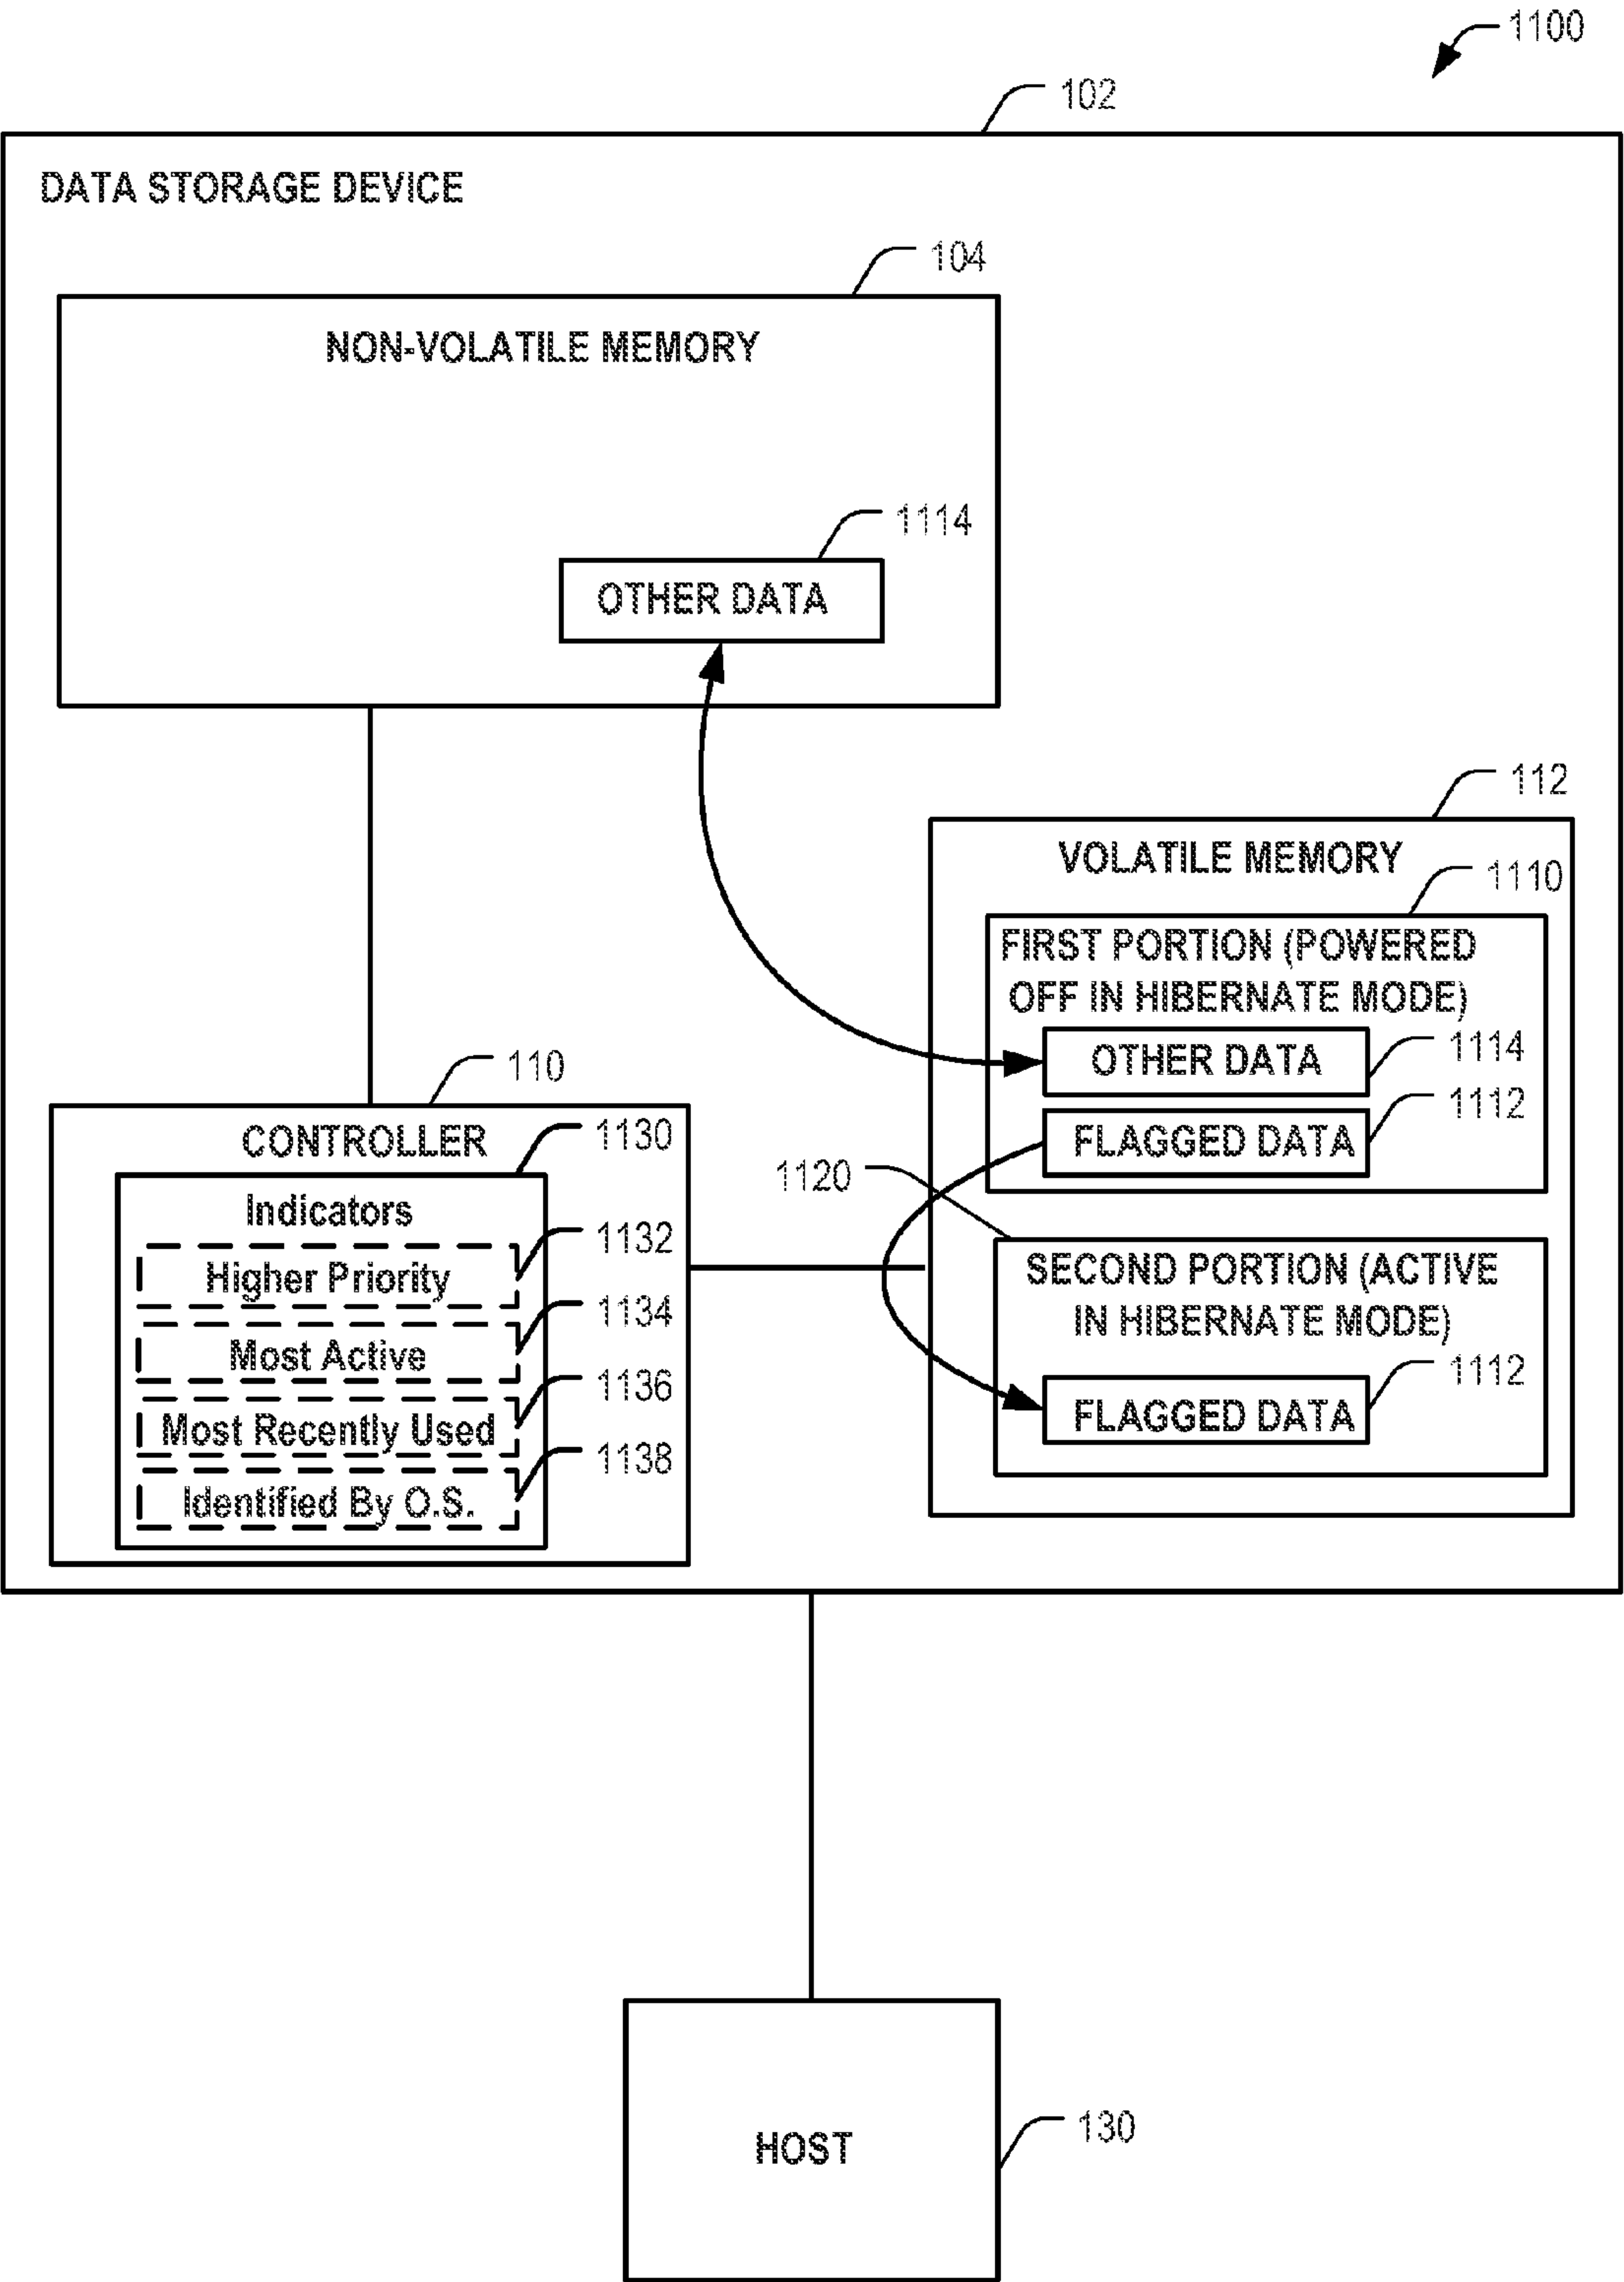 1100
102
DATA STORAGE DEVICE
104
NON-VOLATILE MEMORY
1114
OTHER DATA
112
VOLATILE MEMORY
1110
FIRST PORTION (POWERED
OFF IN HIBERNATE MODE)
OTHER DATA
1114
FLAGGED DATA
1112
1120
SECOND PORTION (ACTIVE
IN HIBERNATE MODE)
FLAGGED DATA
1112
110
CONTROLLER
1130
Indicators
1132
Higher Priority
1134
Most Active
1136
Most Recently Used
1138
Identified By O.S.
HOST
130